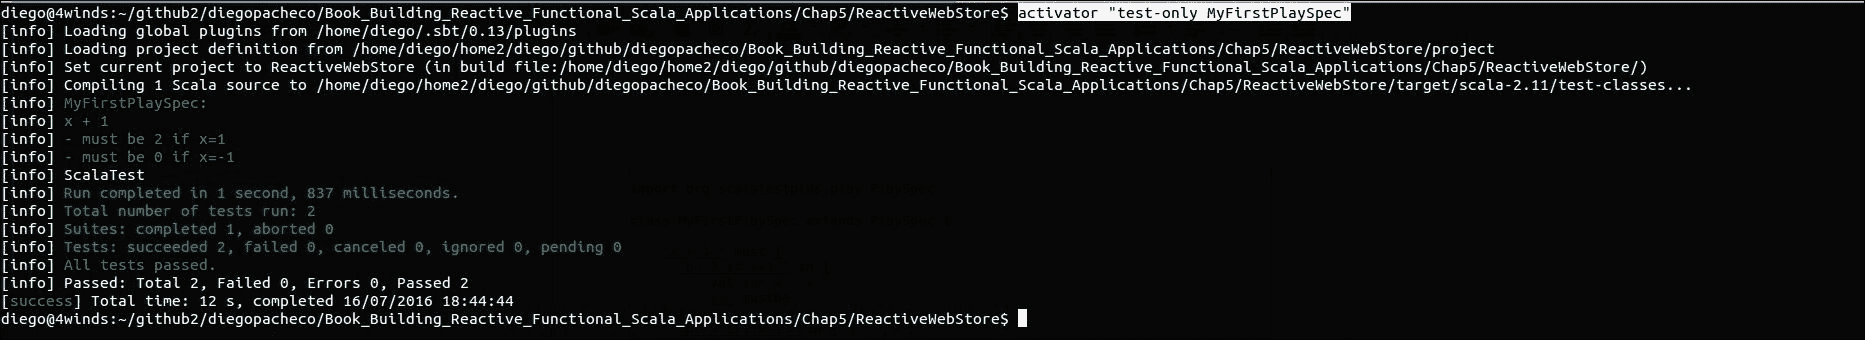 diego@4winds:~/github2/diegopacheco/Book_Building_Reactive_Functional_Scala_Applications/Chap5/ReactiveWebStore$ activator "test-only MyFirstPlaySpec"
[info] Loading global plugins from /home/diego/.sbt/0.13/plugins
[info] Loading project definition from /home/diego/home2/diego/github/diegopacheco/Book_Building_Reactive_Functional_Scala_Applications/Chap5/ReactiveWebStore/project
[info] Set current project to ReactiveWebStore (in build file:/home/diego/home2/diego/github/diegopacheco/Book_Building_Reactive_Functional_Scala_Applications/Chap5/ReactiveWebStore/)
[info] Compiling 1 Scala source to /home/diego/home2/diego/github/diegopacheco/Book_Building_Reactive_Functional_Scala_Applications/Chap5/ReactiveWebStore/target/scala-2.11/test-classes...
[info] MyFirstPlaySpec:
[info] x + 1
[info] - must be 2 if x=1
[info] - must be 0 if x=-1
[info] ScalaTest
[info] Run completed in 1 second, 837 milliseconds.
[info] Total number of tests run: 2
[info] Suites: completed 1, aborted 0
[info] Tests: succeeded 2, failed 0, canceled 0, ignored 0, pending 0
[info] All tests passed.
[info] Passed: Total 2, Failed 0, Errors 0, Passed 2
[success] Total time: 12 s, completed 16/07/2016 18:44:44
diego@4winds:~/github2/diegopacheco/Book_Building_Reactive_Functional_Scala_Applications/Chap5/ReactiveWebStore$